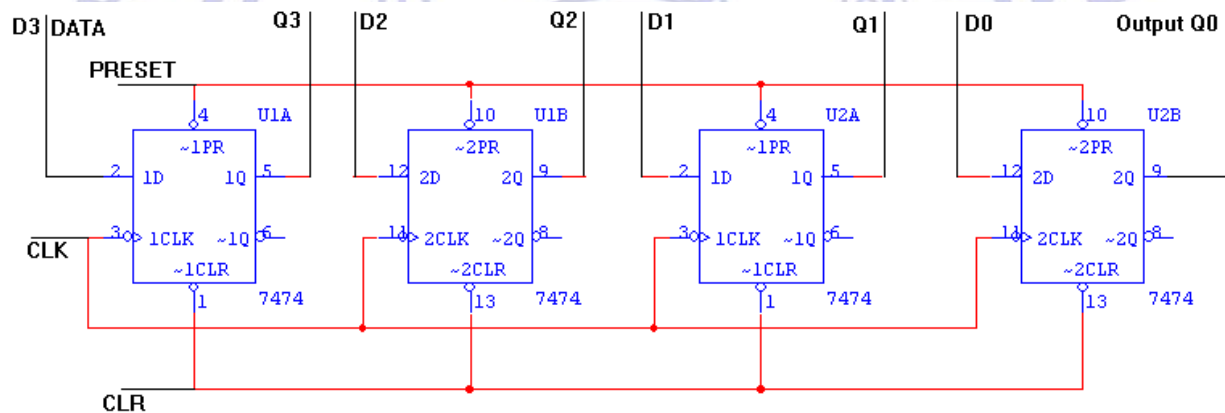 D3 DATA Q3 D2 Q2 D1 Q1 D0 Output Q0
PRESET
4 U1A 10 U1B 4 U2A 10 U2B
~1PR ~2PR ~1PR ~2PR
2 1D 1Q 5 12 2D 2Q 9 2 1D 1Q 5 12 2D 2Q 9
3 1CLK ~1Q 6 11 2CLK ~2Q 8 3 1CLK ~1Q 6 11 2CLK ~2Q 8
CLK
~1CLR ~2CLR ~1CLR ~2CLR
1 7474 13 7474 1 7474 13 7474
CLR